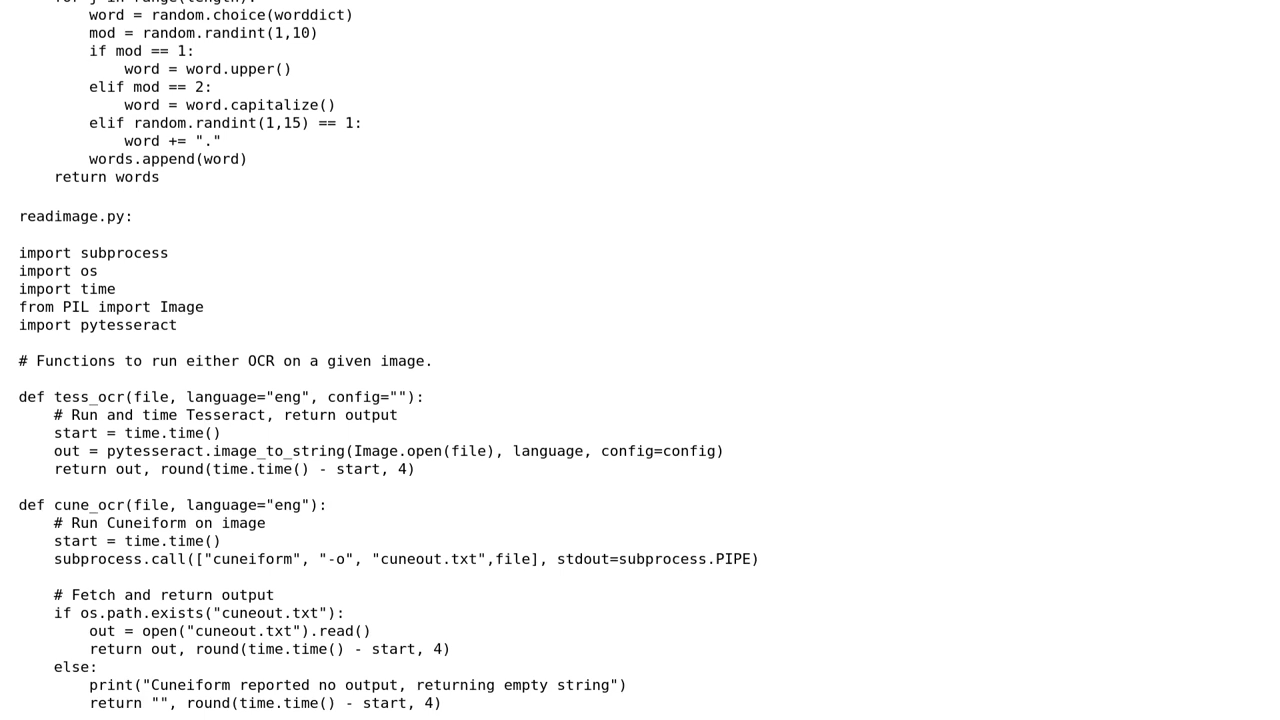 for j in range(length):
        word = random.choice(worddict)
        mod = random.randint(1,10)
        if mod == 1:
            word = word.upper()
        elif mod == 2:
            word = word.capitalize()
        elif random.randint(1,15) == 1:
            word += "."
        words.append(word)
    return words

readimage.py:

import subprocess
import os
import time
from PIL import Image
import pytesseract

# Functions to run either OCR on a given image.

def tess_ocr(file, language="eng", config=""):
    # Run and time Tesseract, return output
    start = time.time()
    out = pytesseract.image_to_string(Image.open(file), language, config=config)
    return out, round(time.time() - start, 4)

def cune_ocr(file, language="eng"):
    # Run Cuneiform on image
    start = time.time()
    subprocess.call(["cuneiform", "-o", "cuneout.txt",file], stdout=subprocess.PIPE)

    # Fetch and return output
    if os.path.exists("cuneout.txt"):
        out = open("cuneout.txt").read()
        return out, round(time.time() - start, 4)
    else:
        print("Cuneiform reported no output, returning empty string")
        return "", round(time.time() - start, 4)